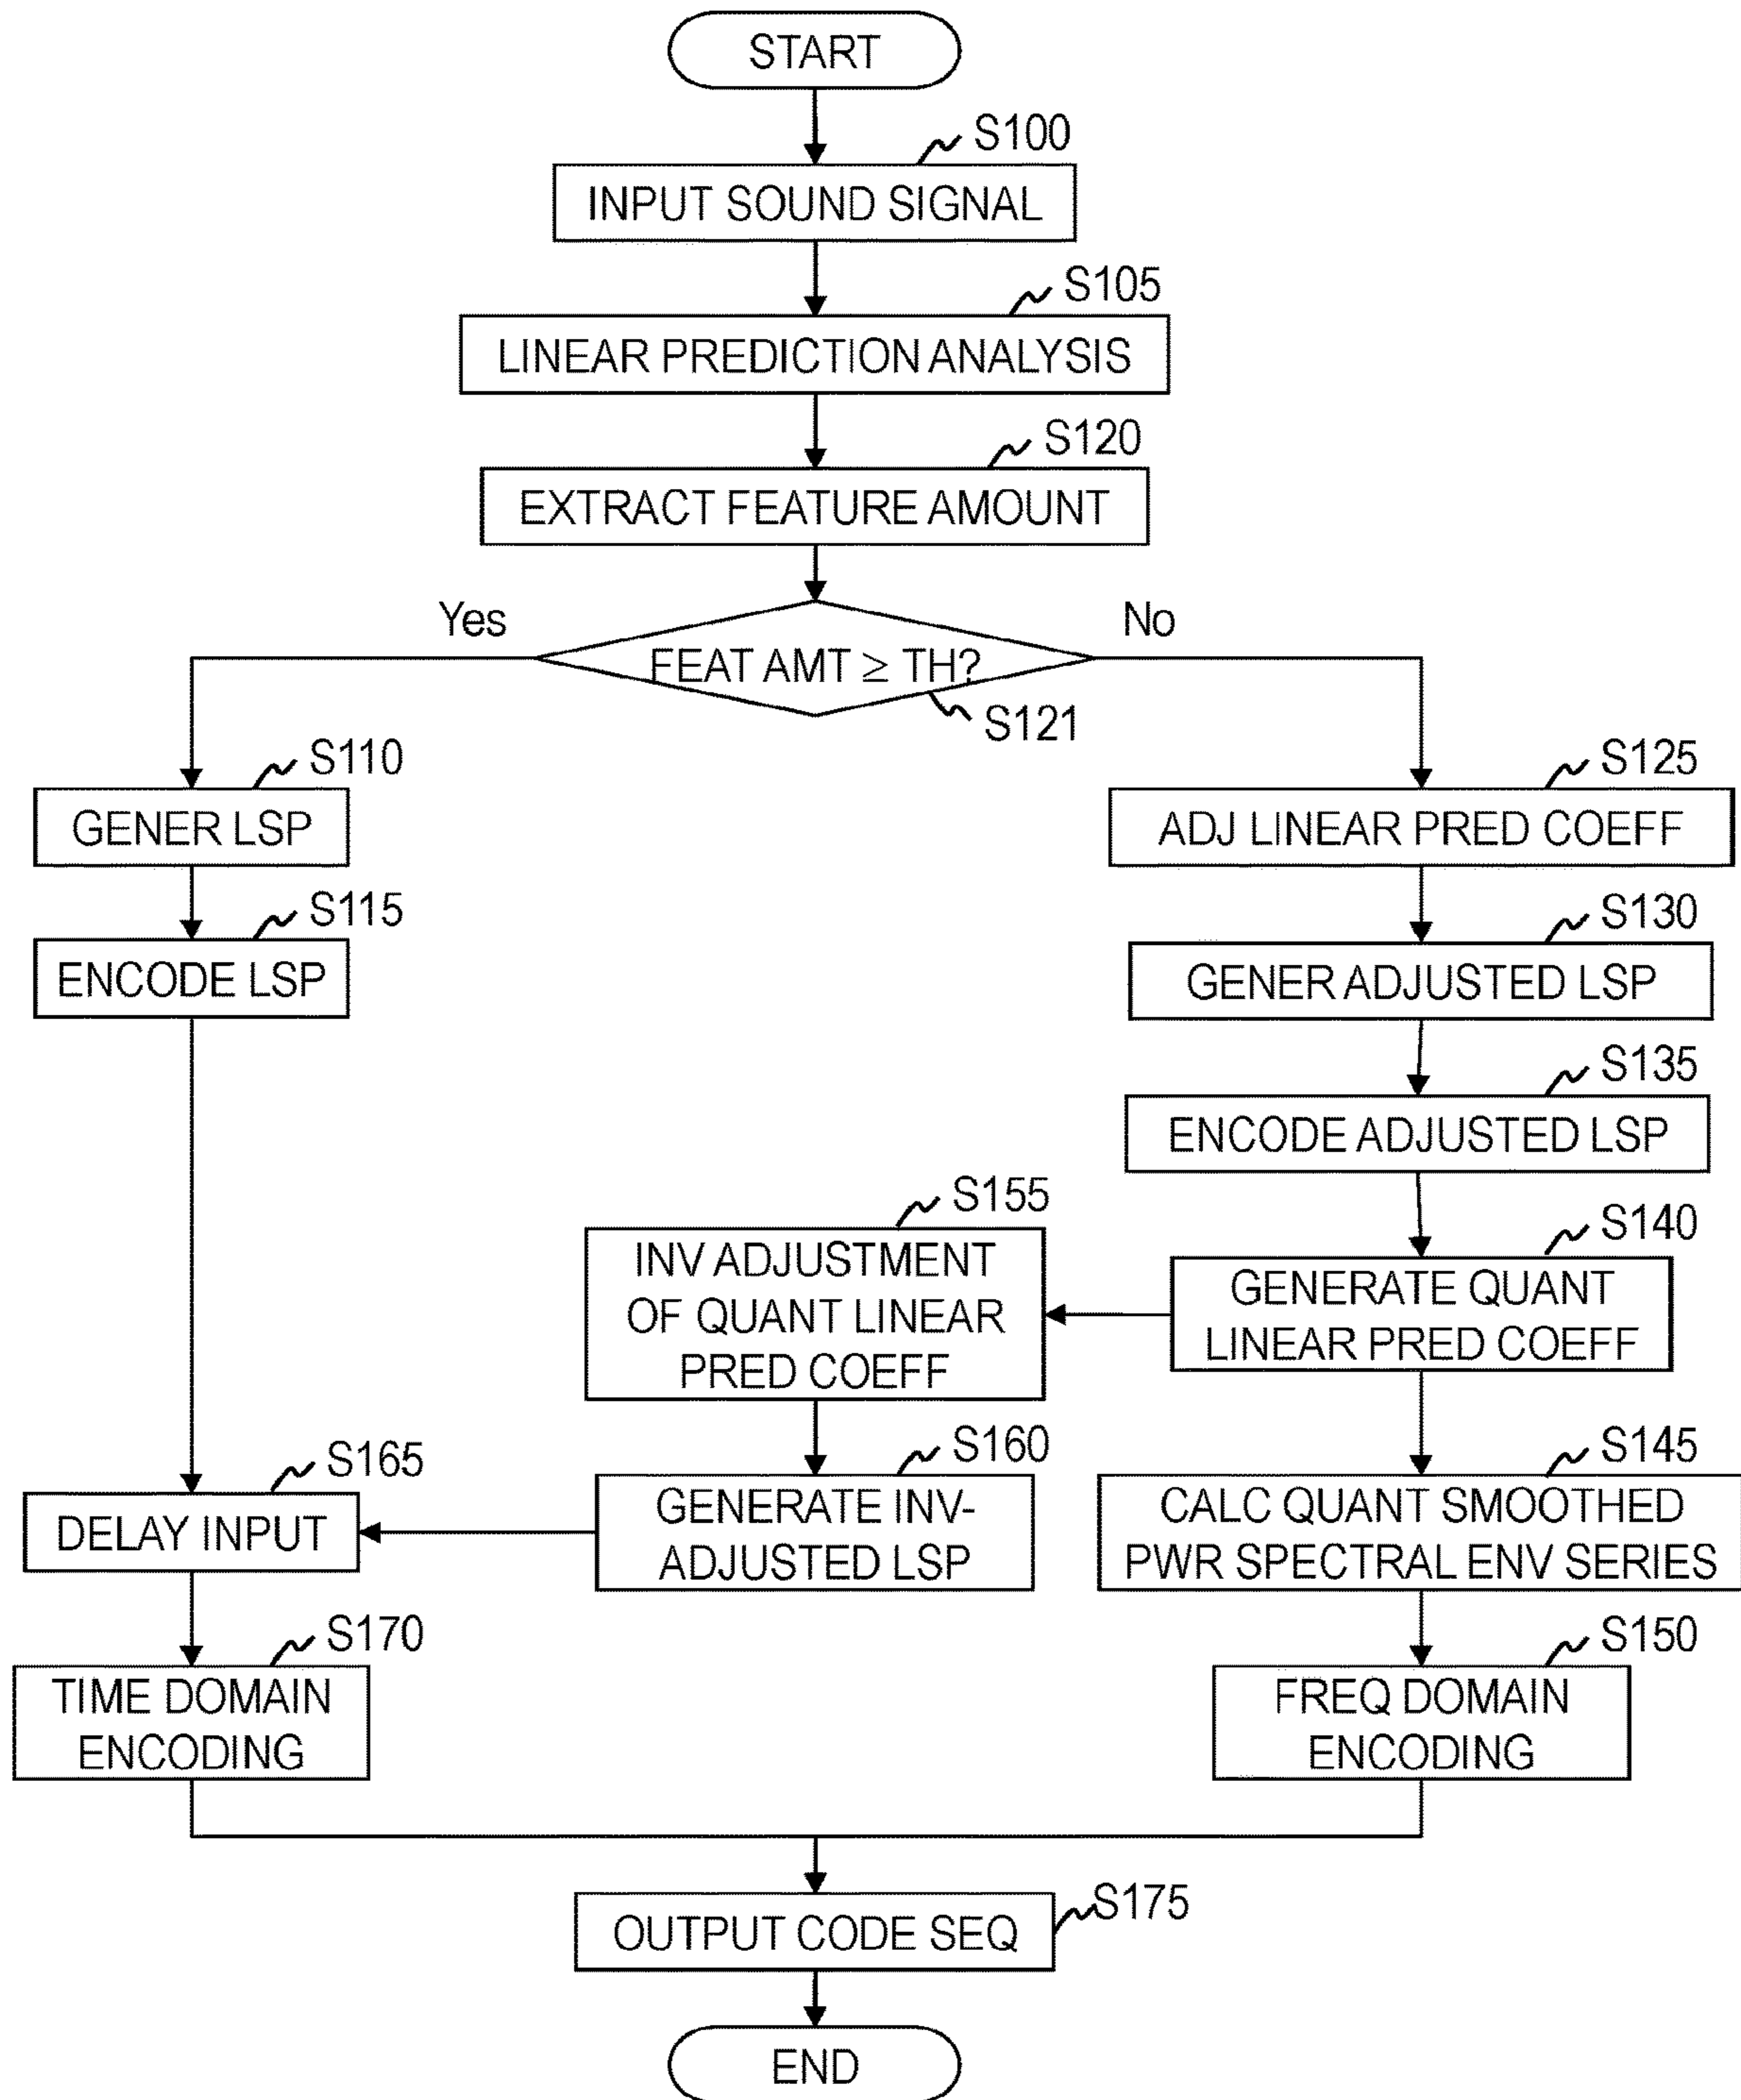 START
S100
INPUT SOUND SIGNAL
S105
LINEAR PREDICTION ANALYSIS
S120
EXTRACT FEATURE AMOUNT
Yes
No
FEAT AMT ≥ TH?
S121
S110
GENER LSP
S115
ENCODE LSP
S125
ADJ LINEAR PRED COEFF
S130
GENER ADJUSTED LSP
S135
ENCODE ADJUSTED LSP
S140
GENERATE QUANT
LINEAR PRED COEFF
S155
INV ADJUSTMENT
OF QUANT LINEAR
PRED COEFF
S160
GENERATE INV-
ADJUSTED LSP
S145
CALC QUANT SMOOTHED
PWR SPECTRAL ENV SERIES
S165
DELAY INPUT
S170
TIME DOMAIN
ENCODING
S150
FREQ DOMAIN
ENCODING
S175
OUTPUT CODE SEQ
END